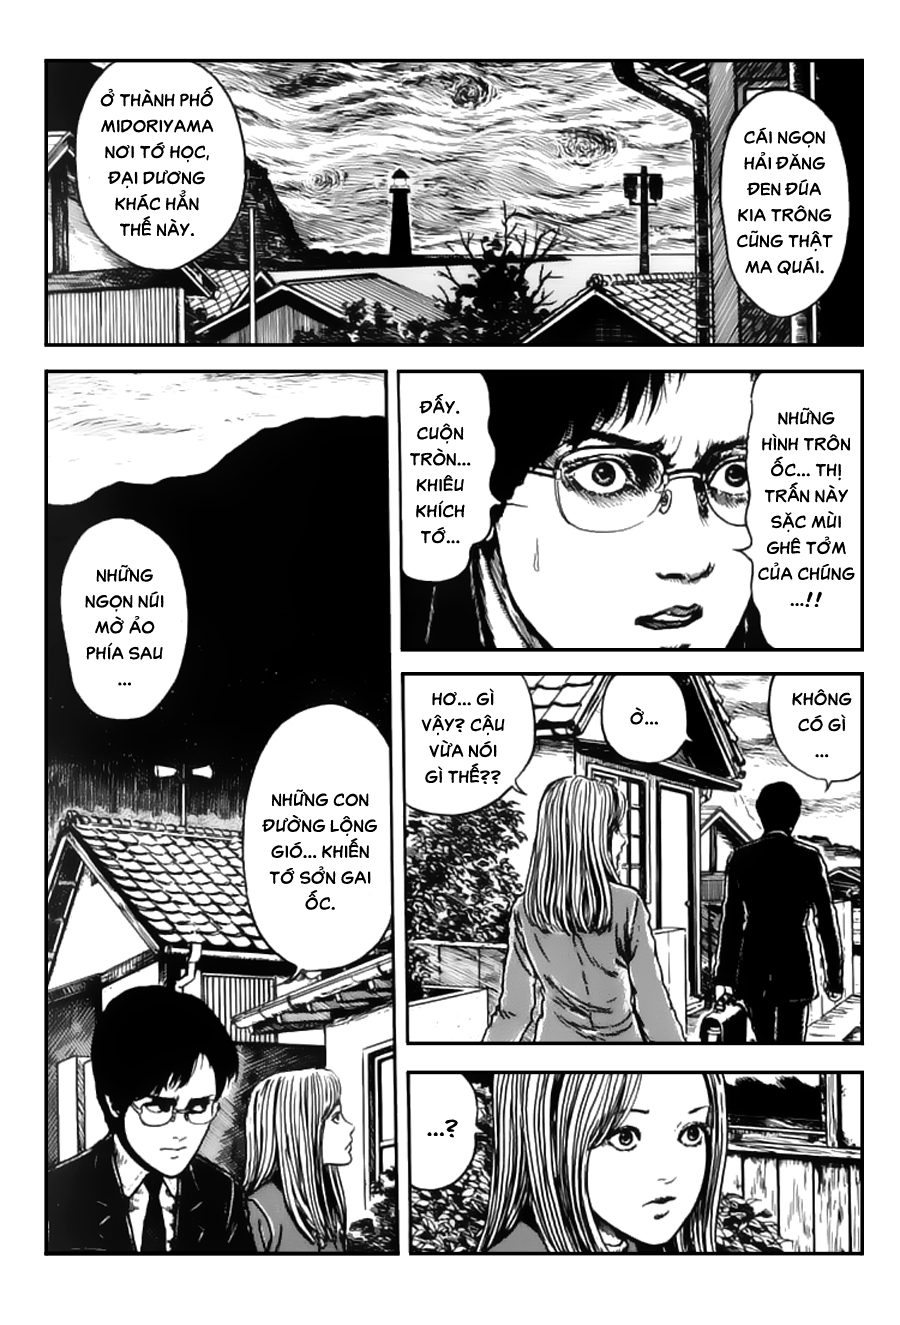 Ở THÀNH PHỐ
MIDORIYAMA
NƠI TỚ HỌC,
ĐẠI DƯƠNG
KHÁC HẲN
THẾ NÀY.
CÁI NGỌN
HẢI ĐĂNG
ĐEN ĐÚA
KIA TRÔNG
CŨNG THẬT
MA QUÁI.
NHỮNG
NGỌN NÚI
MỜ ẢO
PHÍA SAU
...
NHỮNG CON
ĐƯỜNG LỘNG
GIÓ... KHIẾN
TỚ SỞN GAI
ỐC.
ĐẤY.
CUỘN
TRÒN...
KHIÊU
KHÍCH
TỚ...
NHỮNG
HÌNH TRÔN
ỐC... THỊ
TRẤN NÀY
SẶC MÙI
GHÊ TỞM
CỦA CHÚNG
...!!
HƠ... GÌ
VẬY? CẬU
VỪA NÓI
GÌ THẾ??
Ờ...
KHÔNG
CÓ GÌ
...
...?